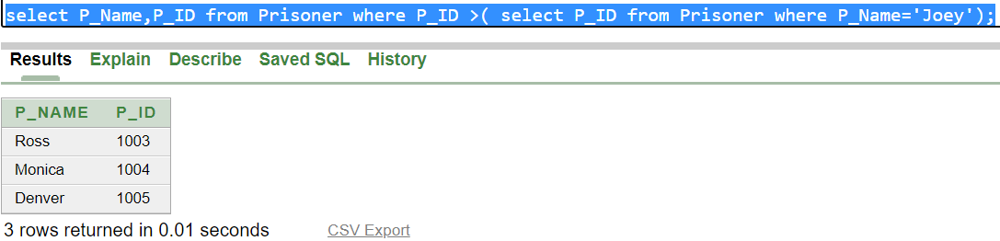 select P_Name,P_ID from Prisoner where P_ID >( select P_ID from Prisoner where P_Name='Joey');
Results Explain Describe Saved SQL History
P_NAME P_ID
Ross 1003
Monica 1004
Denver 1005
3 rows returned in 0.01 seconds CSV Export